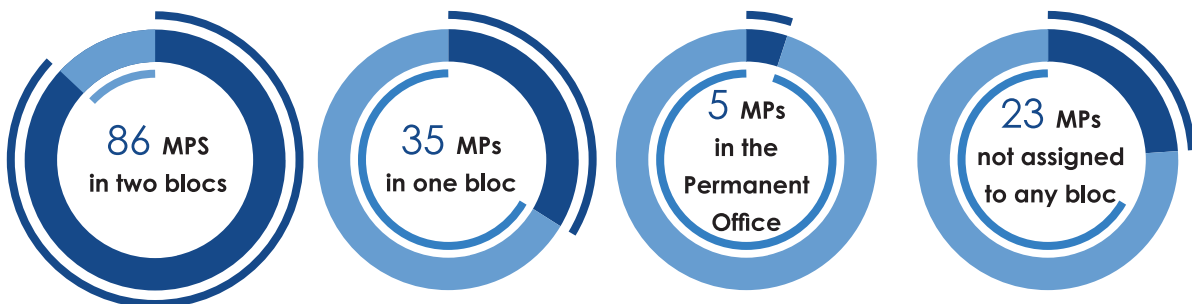 86 MPS
in two blocs
35 MPs
in one bloc
5 MPs
in the
Permanent
Office
23 MPs
not assigned
to any bloc